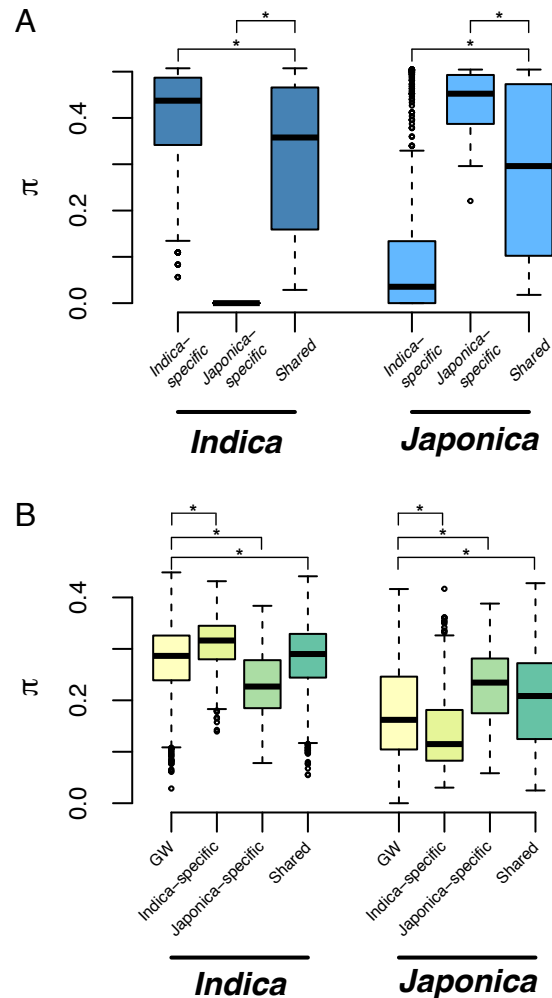 A
*
*
*
*
π
0.4
0.2
0.0
Indica–
specific
Japonica–
specific
Shared
Indica–
specific
Japonica–
specific
Shared
Indica
Japonica
B
*
*
*
*
*
*
π
0.4
0.2
0.0
GW
Indica–specific
Japonica–specific
Shared
GW
Indica–specific
Japonica–specific
Shared
Indica
Japonica